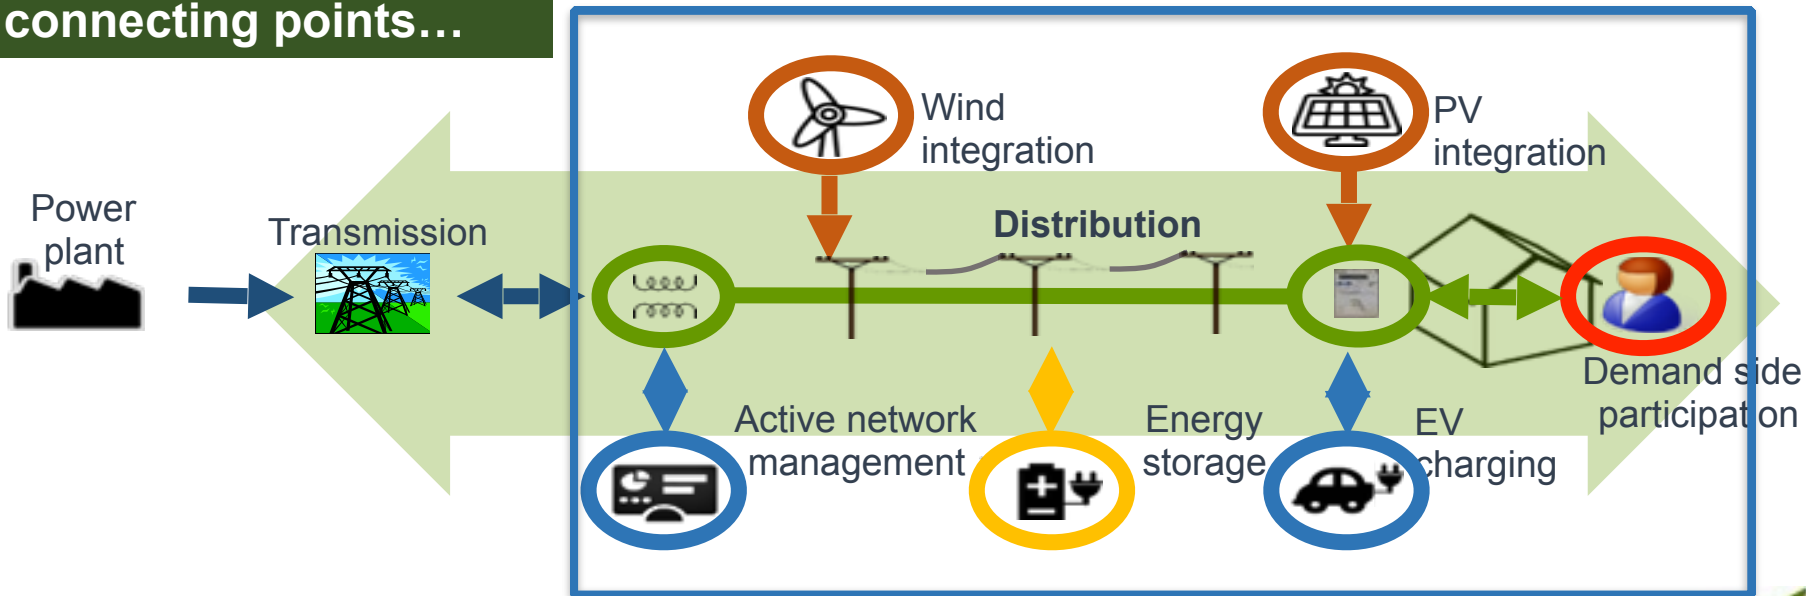 connecting points…
Wind
integration
PV
integration
Power
plant
Transmission
Distribution
Demand side
participation
Active network
management
Energy
storage
EV
charging